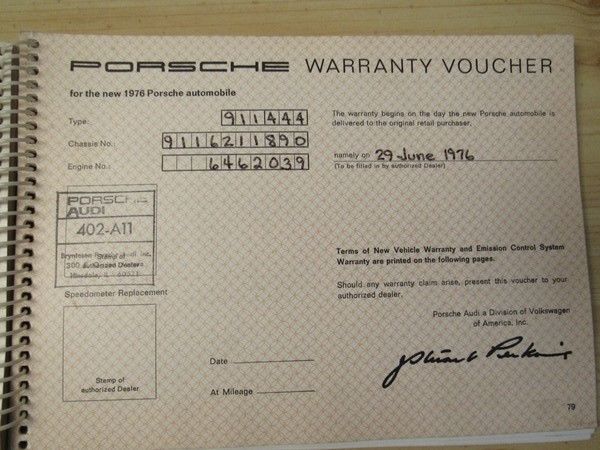 PORSCHE WARRANTY VOUCHER
for the new 1976 Porsche automobile
Type: 911444
Chassis No.: 9116211890
Engine No.: 6462039
The warranty begins on the day the new Porsche automobile is
delivered to the original retail purchaser.
namely on 29 June 1976
(To be filled in by authorized Dealer)
PORSCHE
AUDI
402-A11
Stamp of
authorized Dealer
Speedometer Replacement
Stamp of
authorized Dealer
Date
At Mileage
Terms of New Vehicle Warranty and Emission Control System
Warranty are printed on the following pages.
Should any warranty claim arise, present this voucher to your
authorized dealer.
Porsche Audi a Division of Volkswagen
of America, Inc.
79